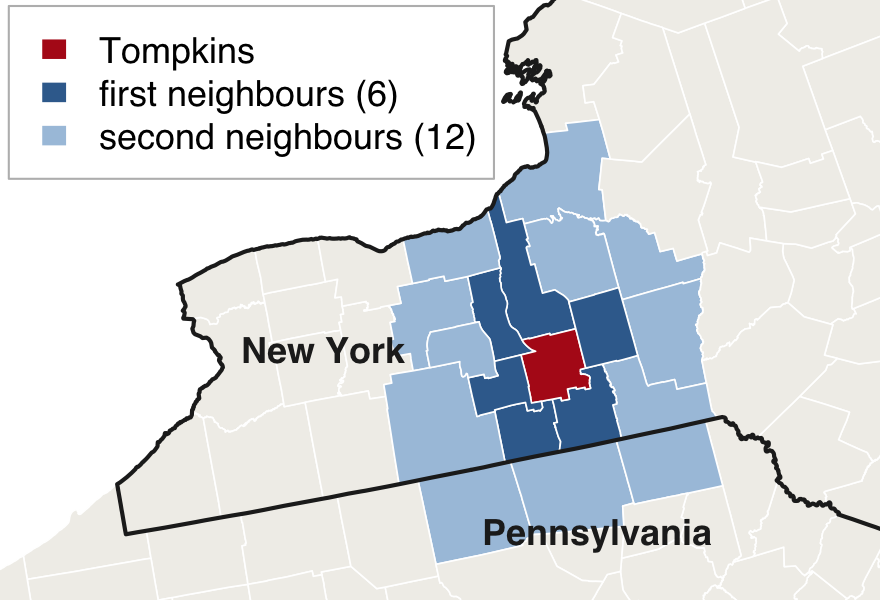 Tompkins
first neighbours (6)
second neighbours (12)
New York
Pennsylvania